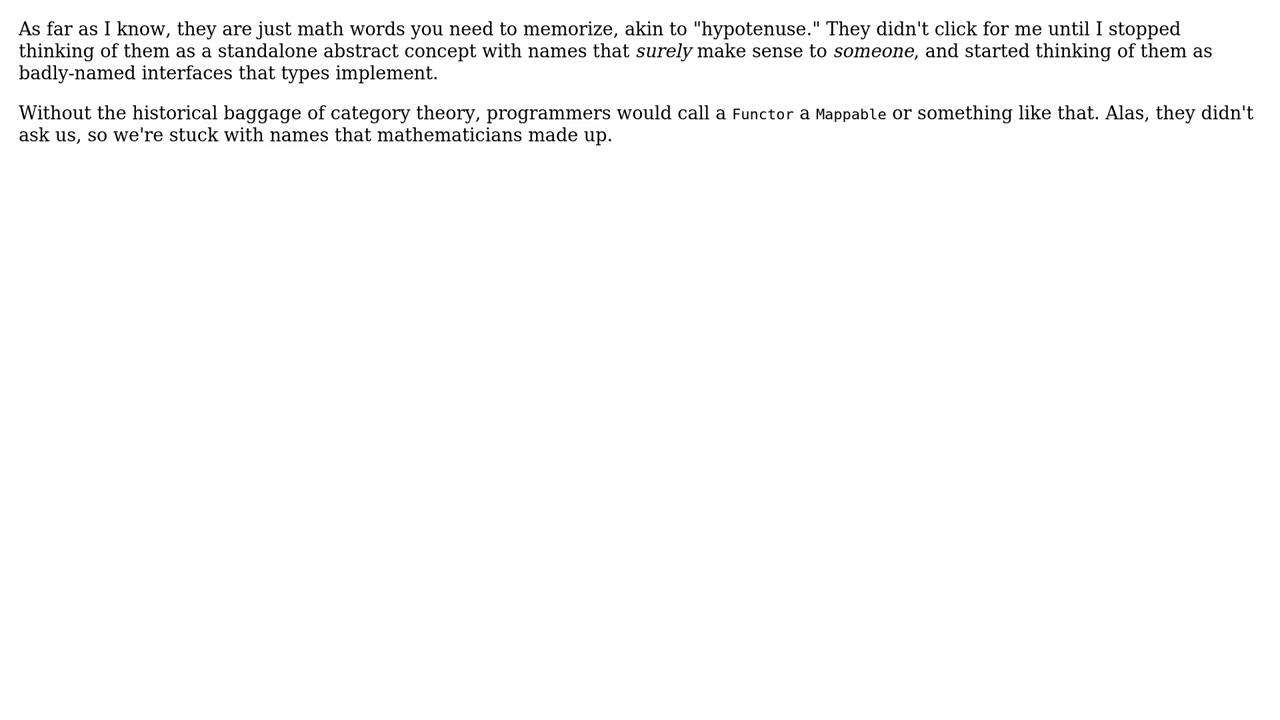 As far as I know, they are just math words you need to memorize, akin to "hypotenuse." They didn't click for me until I stopped
thinking of them as a standalone abstract concept with names that surely make sense to someone, and started thinking of them as
badly-named interfaces that types implement.
Without the historical baggage of category theory, programmers would call a Functor a Mappable or something like that. Alas, they didn't
ask us, so we're stuck with names that mathematicians made up.